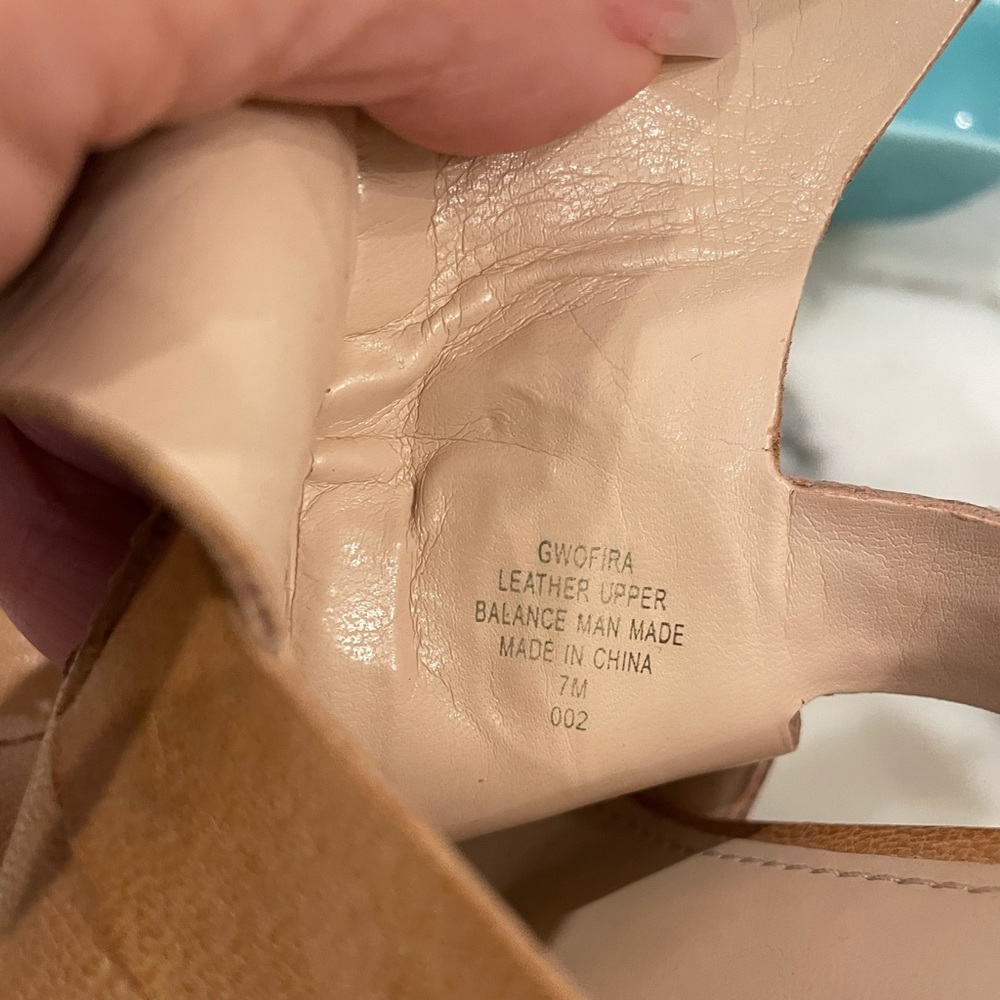 GWOFIRA
LEATHER UPPER
BALANCE MAN MADE
MADE IN CHINA
7M
002